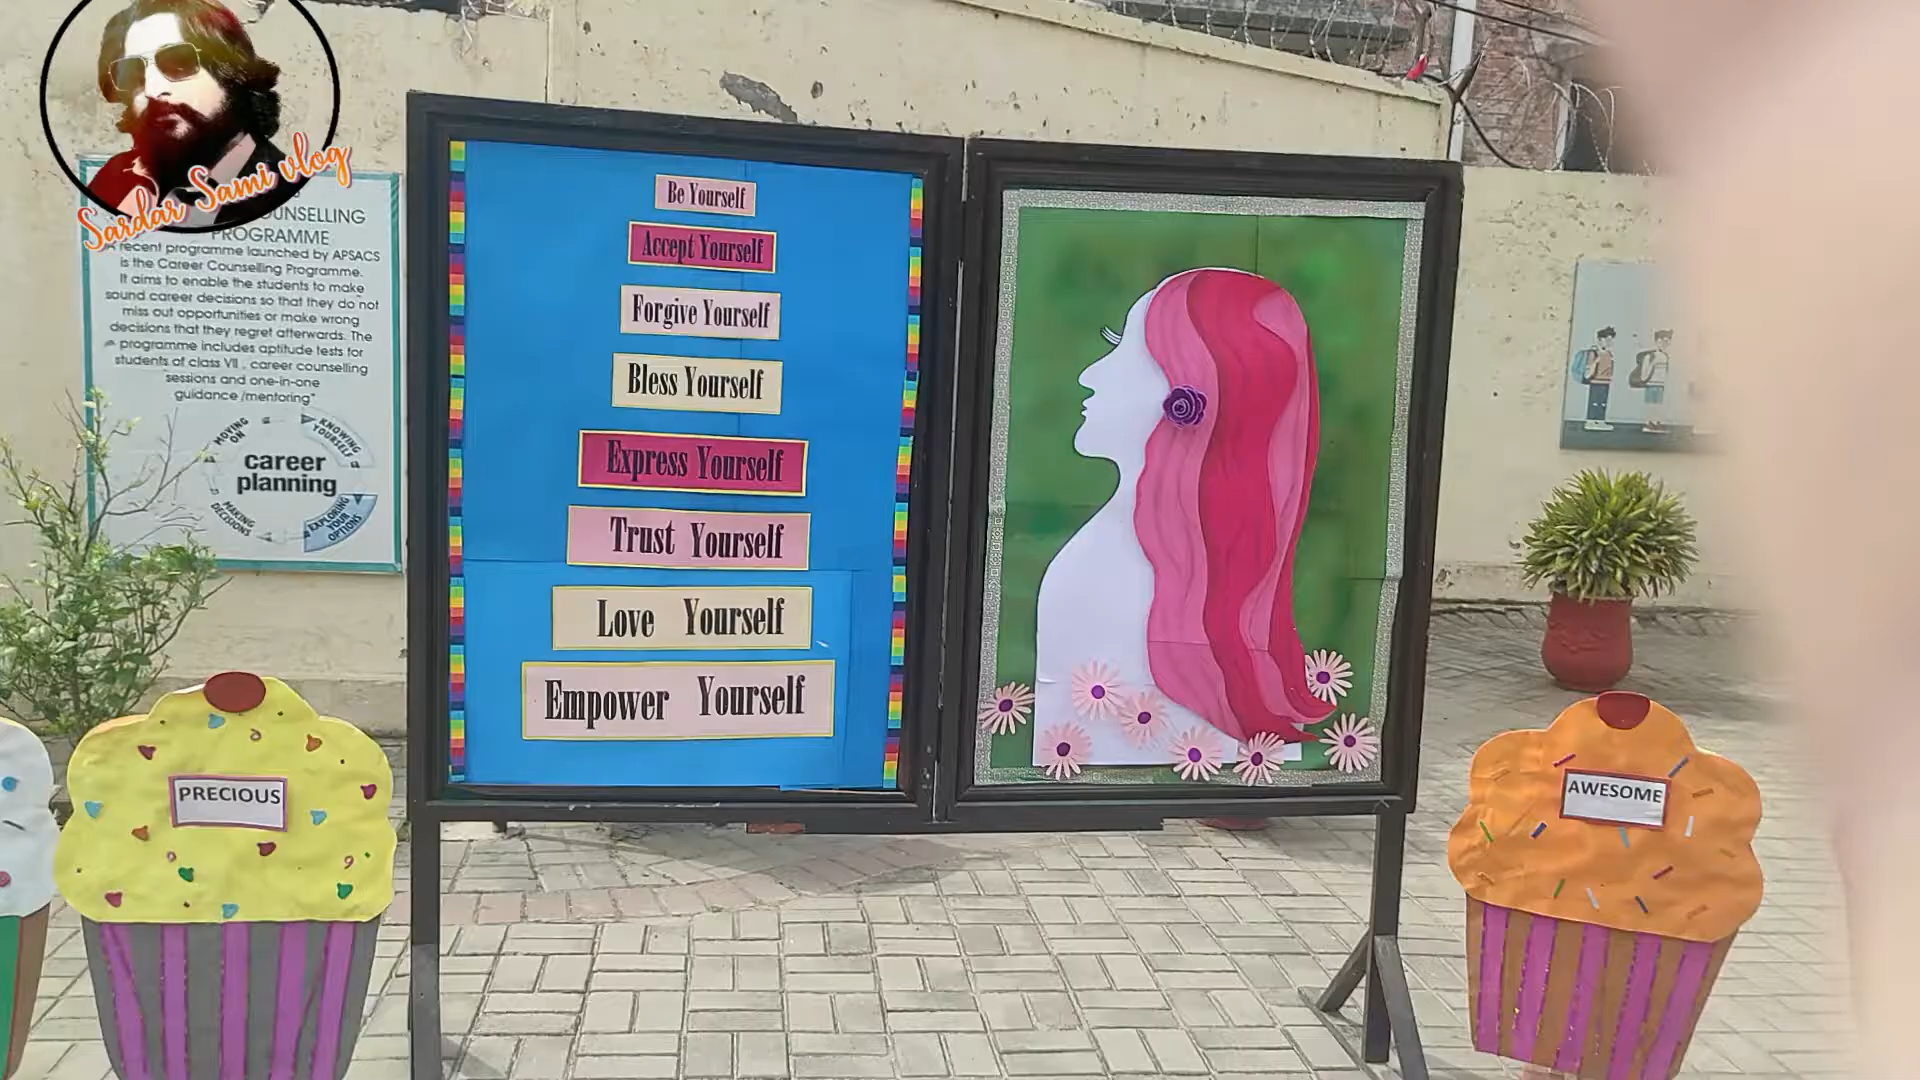 Sardar Sami vlog
OUNSELLING
PROGRAMME
A recent programme launched by APSACS
is the Career Counselling Programme.
It aims to enable the students to make
sound career decisions so that they do not
miss out opportunities or make wrong
decisions that they regret afterwards. The
programme includes aptitude tests for
students of class VII , career counselling
sessions and one-in-one
guidance /mentoring"
MOVING
ON
KNOWING
YOURSELF
career
planning
MAKING
DECISIONS
EXPLORING
YOUR
OPTIONS
Be Yourself
Accept Yourself
Forgive Yourself
Bless Yourself
Express Yourself
Trust Yourself
Love Yourself
Empower Yourself
PRECIOUS
AWESOME